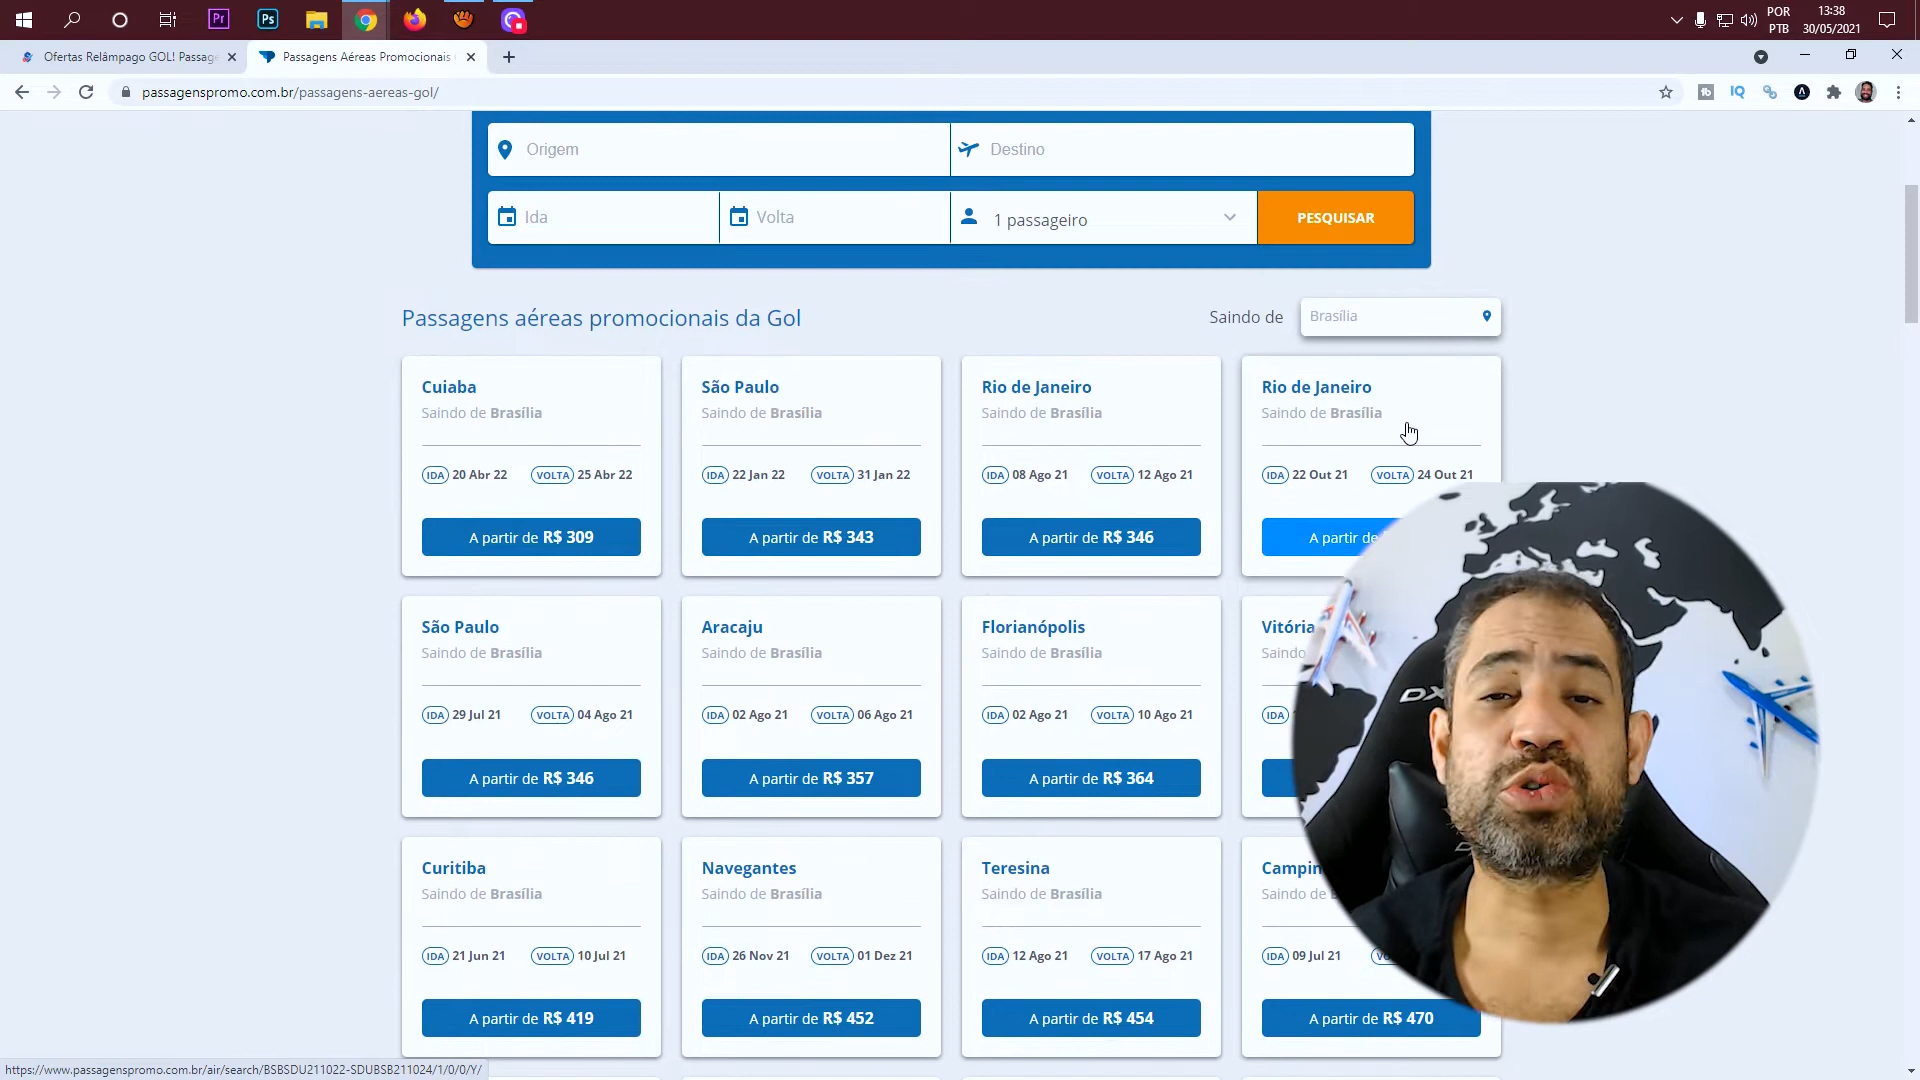 Pr
Ps
POR
PTB
13:38
30/05/2021
Ofertas Relâmpago GOL! Passage
Passagens Aéreas Promocionais
passagenspromo.com.br/passagens-aereas-gol/
IQ
Origem
Destino
Ida
Volta
1 passageiro
PESQUISAR
Passagens aéreas promocionais da Gol
Saindo de
Brasília
Cuiaba
Saindo de Brasília
IDA 20 Abr 22 VOLTA 25 Abr 22
A partir de R$ 309
São Paulo
Saindo de Brasília
IDA 22 Jan 22 VOLTA 31 Jan 22
A partir de R$ 343
Rio de Janeiro
Saindo de Brasília
IDA 08 Ago 21 VOLTA 12 Ago 21
A partir de R$ 346
Rio de Janeiro
Saindo de Brasília
IDA 22 Out 21 VOLTA 24 Out 21
A partir de
São Paulo
Saindo de Brasília
IDA 29 Jul 21 VOLTA 04 Ago 21
A partir de R$ 346
Aracaju
Saindo de Brasília
IDA 02 Ago 21 VOLTA 06 Ago 21
A partir de R$ 357
Florianópolis
Saindo de Brasília
IDA 02 Ago 21 VOLTA 10 Ago 21
A partir de R$ 364
Vitória
IDA
Curitiba
Saindo de Brasília
IDA 21 Jun 21 VOLTA 10 Jul 21
A partir de R$ 419
Navegantes
Saindo de Brasília
IDA 26 Nov 21 VOLTA 01 Dez 21
A partir de R$ 452
Teresina
Saindo de Brasília
IDA 12 Ago 21 VOLTA 17 Ago 21
A partir de R$ 454
Campin
Saindo de
IDA 09 Jul 21
A partir de R$ 470
https://www.passagenspromo.com.br/air/search/BSBSDU211022-SDUBSB211024/1/0/0/Y/